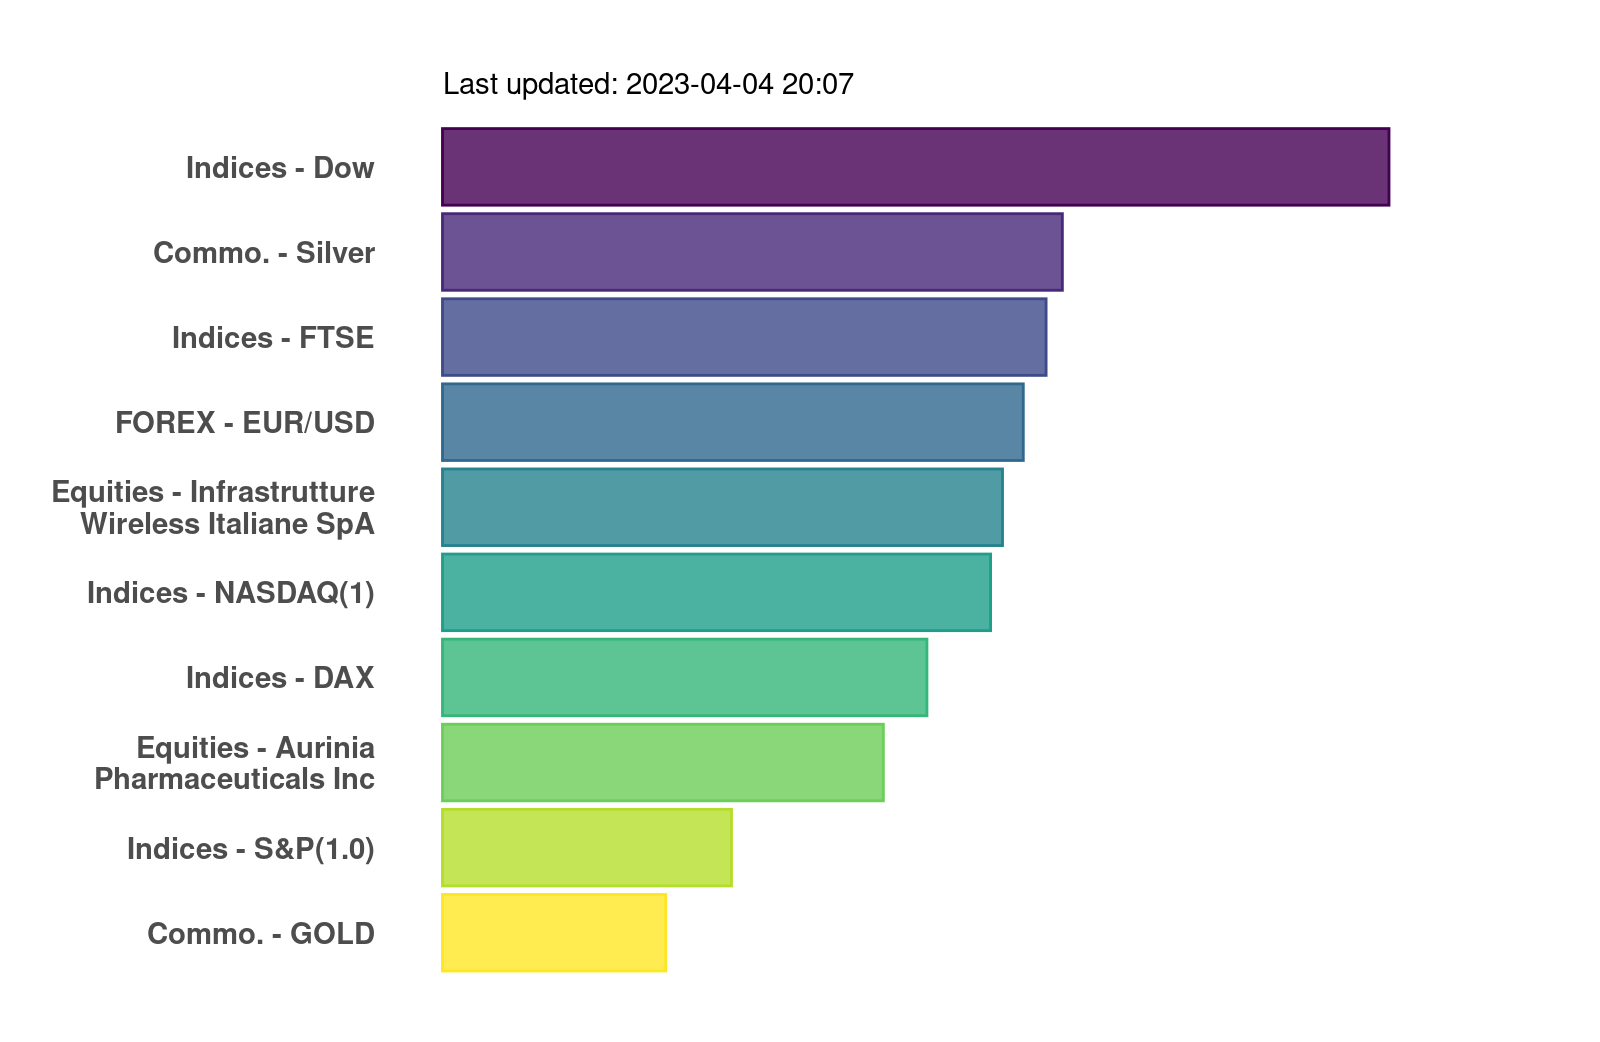 Last updated: 2023-04-04 20:07
Indices - Dow
Commo. - Silver
Indices - FTSE
FOREX - EUR/USD
Equities - Infrastrutture
Wireless Italiane SpA
Indices - NASDAQ(1)
Indices - DAX
Equities - Aurinia
Pharmaceuticals Inc
Indices - S&P(1.0)
Commo. - GOLD